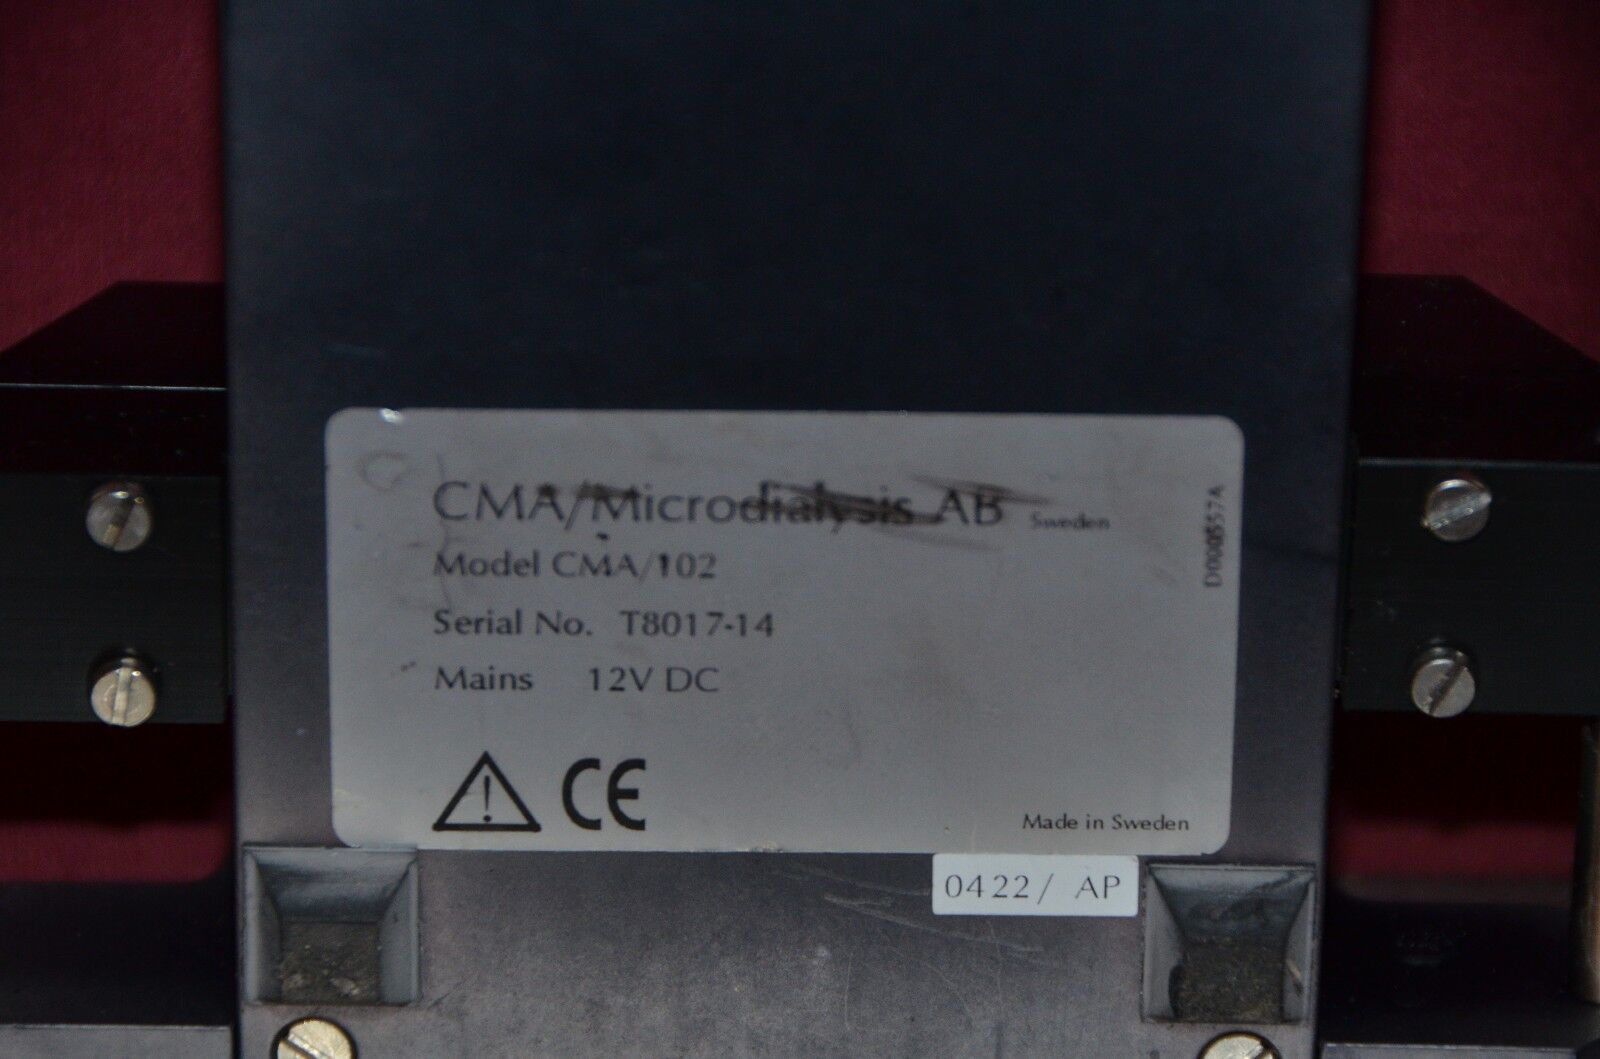 CMA/Microdialysis AB Sweden
Model CMA/102
Serial No. T8017-14
Mains 12V DC
CE
Made in Sweden
0422/ AP